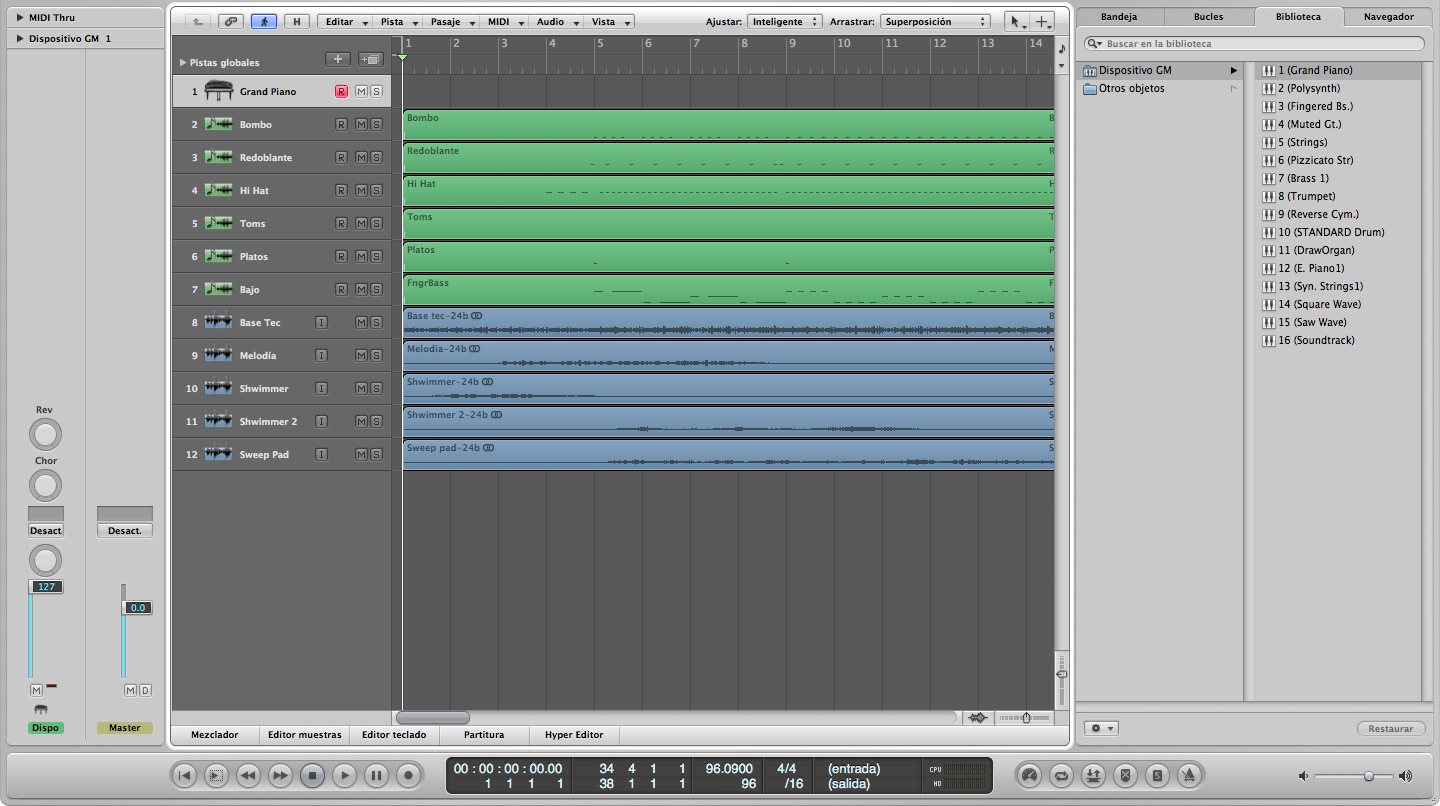 MIDI Thru
Dispositivo GM 1
Rev
Chor
Desact
Desact.
127
0.0
M
M D
Dispo
Master
H
Editar
Pista
Pasaje
MIDI
Audio
Vista
Ajustar: Inteligente
Arrastrar: Superposición
Pistas globales
1 2 3 4 5 6 7 8 9 10 11 12 13 14
1 Grand Piano R M S
2 Bombo R M S
3 Redoblante R M S
4 Hi Hat R M S
5 Toms R M S
6 Platos R M S
7 Bajo R M S
8 Base Tec I M S
9 Melodía I M S
10 Shwimmer I M S
11 Shwimmer 2 I M S
12 Sweep Pad I M S
Bombo B
Redoblante R
Hi Hat H
Toms T
Platos P
FngrBass F
Base tec-24b B
Melodia-24b M
Shwimmer-24b S
Shwimmer 2-24b S
Sweep pad-24b S
Mezclador
Editor muestras
Editor teclado
Partitura
Hyper Editor
Bandeja
Bucles
Biblioteca
Navegador
Buscar en la biblioteca
Dispositivo GM
Otros objetos
1 (Grand Piano)
2 (Polysynth)
3 (Fingered Bs.)
4 (Muted Gt.)
5 (Strings)
6 (Pizzicato Str)
7 (Brass 1)
8 (Trumpet)
9 (Reverse Cym.)
10 (STANDARD Drum)
11 (DrawOrgan)
12 (E. Piano1)
13 (Syn. Strings1)
14 (Square Wave)
15 (Saw Wave)
16 (Soundtrack)
Restaurar
00 : 00 : 00 : 00.00 34 4 1 1 96.0900 4/4 (entrada) CPU
1 1 1 1 38 1 1 1 96 /16 (salida) HD
S